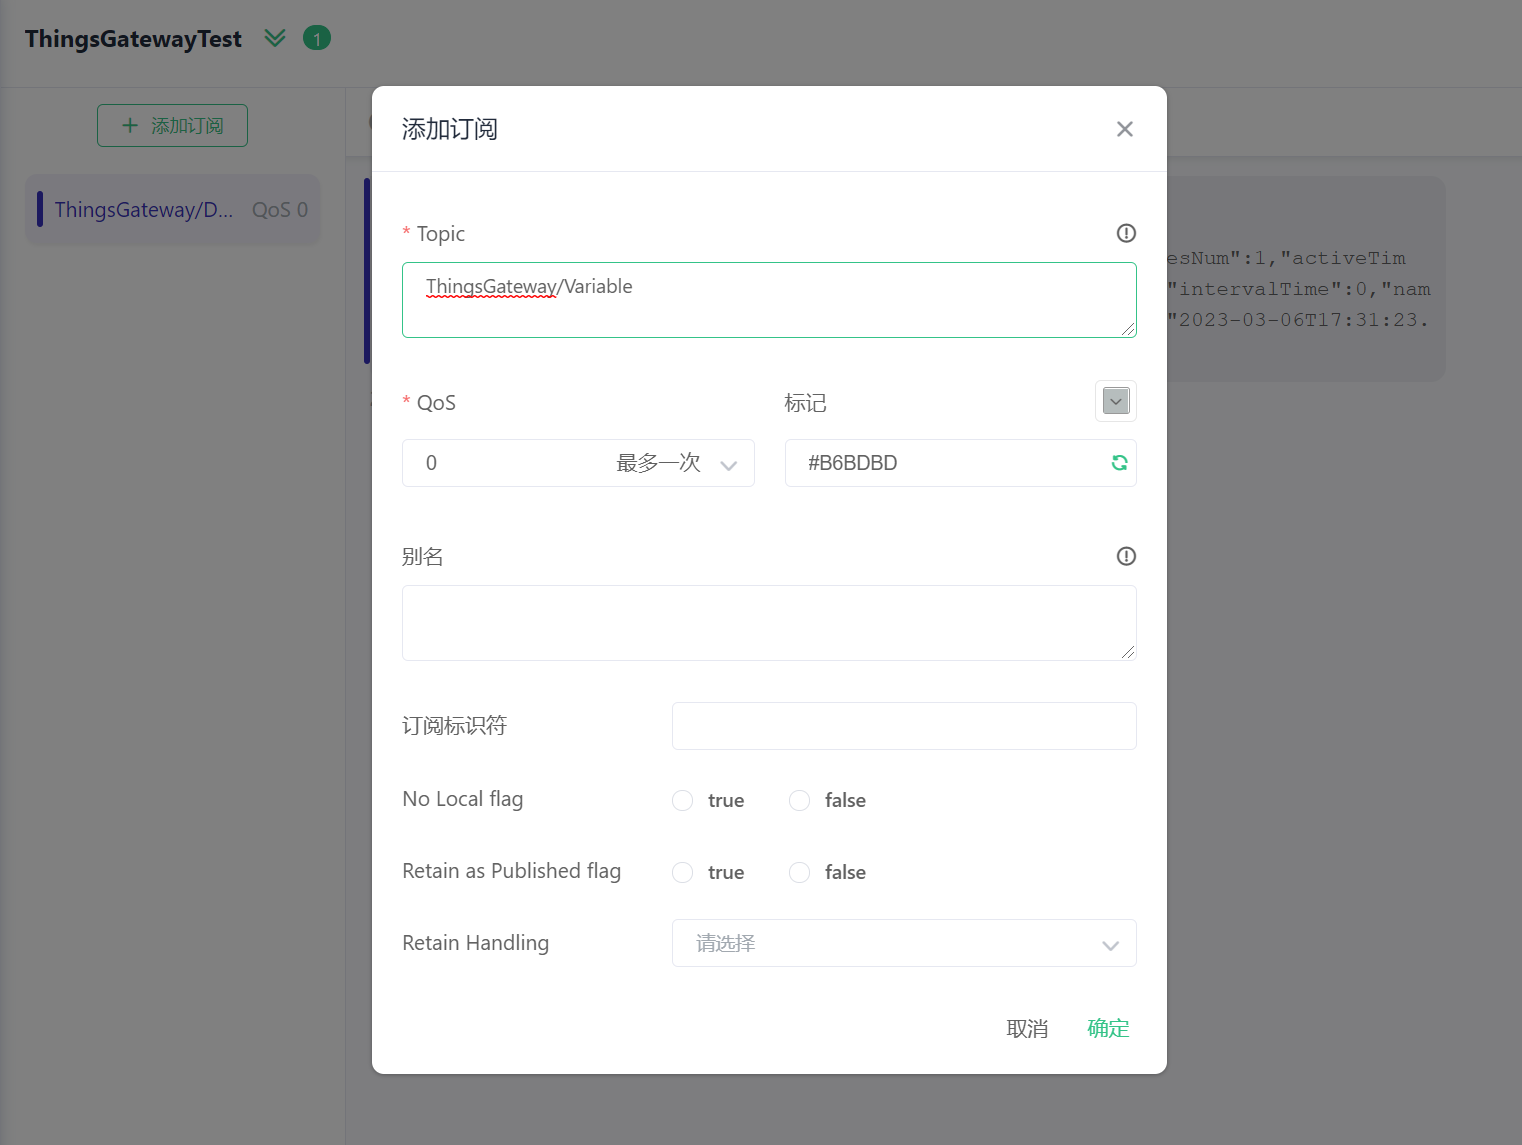 ThingsGatewayTest 1
添加订阅
ThingsGateway/D... QoS 0
esNum":1,"activeTim
"intervalTime":0,"nam
"2023-03-06T17:31:23.
添加订阅
* Topic
ThingsGateway/Variable
* QoS
标记
0 最多一次
#B6BDBD
别名
订阅标识符
No Local flag
true false
Retain as Published flag
true false
Retain Handling
请选择
取消 确定